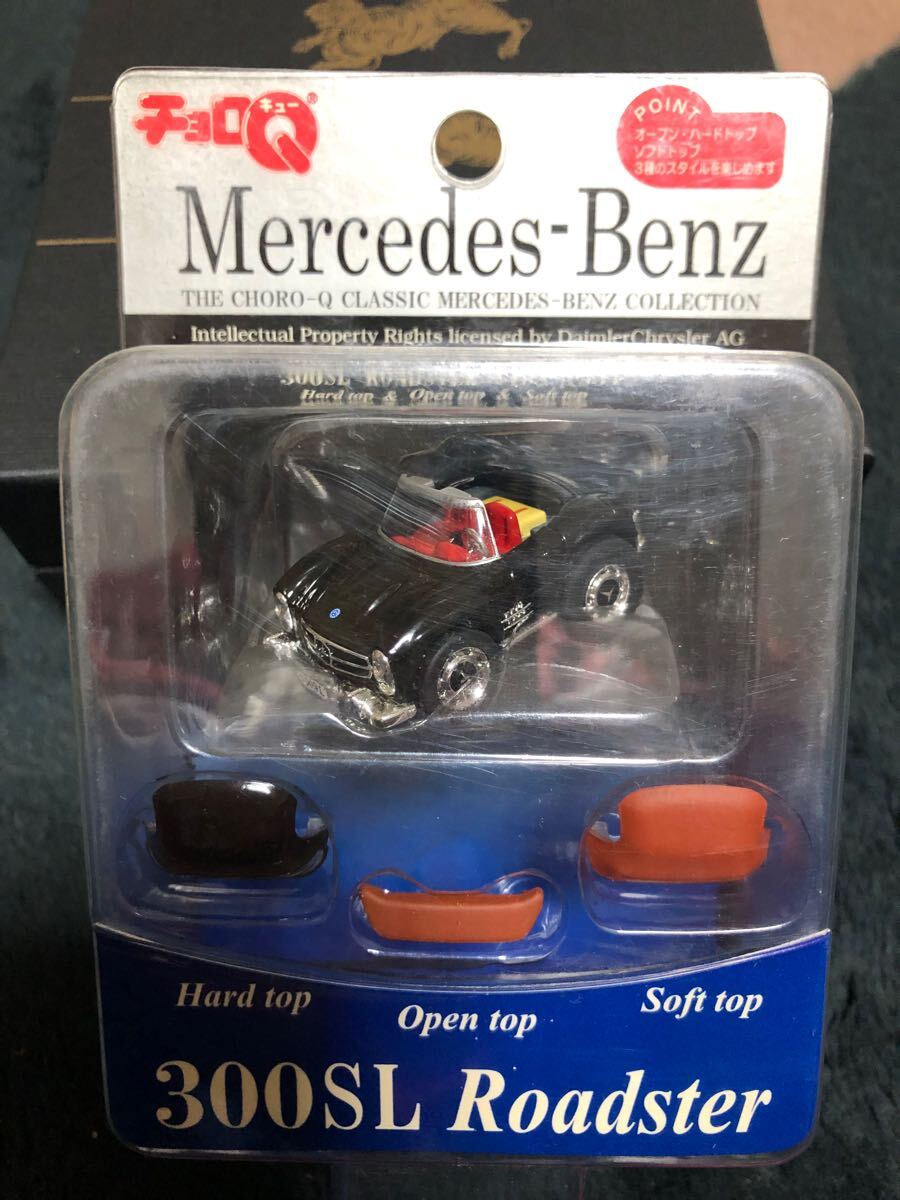 チョロQ®
キュー
POINT
オープン・ハードトップ
ソフトトップ
3種のスタイルを楽しめます
Mercedes-Benz
THE CHORO-Q CLASSIC MERCEDES-BENZ COLLECTION
Intellectual Property Rights licensed by DaimlerChrysler AG
300SL ROADSTER
Hard top & Open top & Soft top
Hard top
Open top
Soft top
300SL Roadster